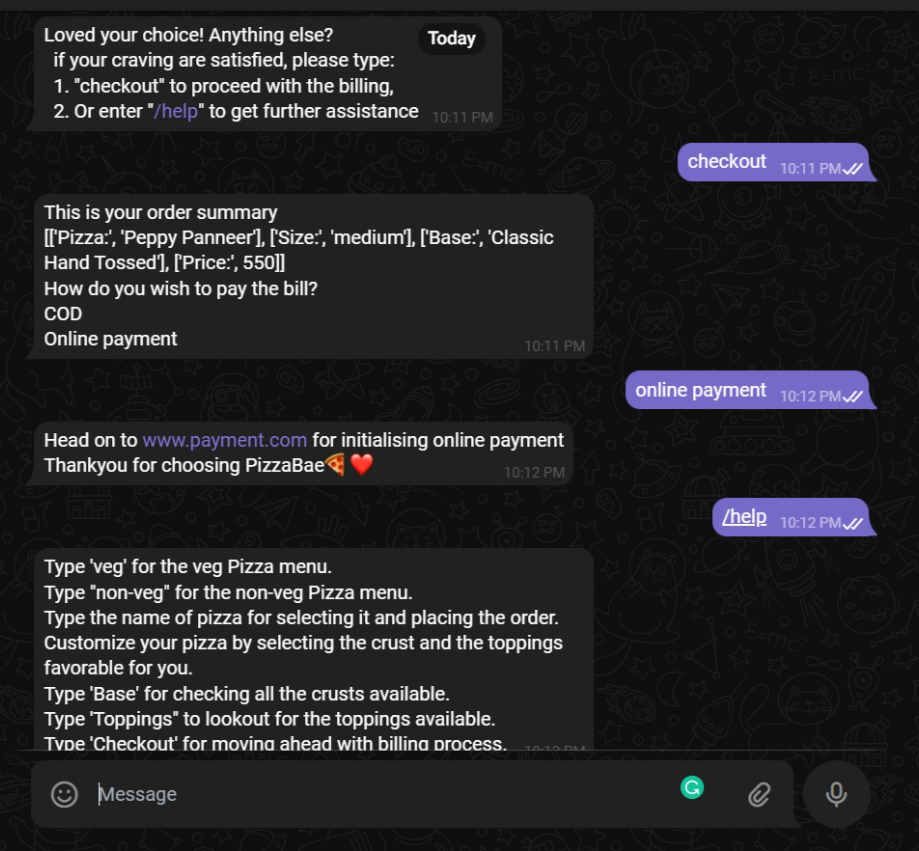 Loved your choice! Anything else?
Today
if your craving are satisfied, please type:
1. "checkout" to proceed with the billing,
2. Or enter "/help" to get further assistance
10:11 PM
checkout
10:11 PM
This is your order summary
[['Pizza:', 'Peppy Panneer'], ['Size:', 'medium'], ['Base:', 'Classic
Hand Tossed'], ['Price:', 550]]
How do you wish to pay the bill?
COD
Online payment
10:11 PM
online payment
10:12 PM
Head on to www.payment.com for initialising online payment
Thankyou for choosing PizzaBae🍕❤️
10:12 PM
/help
10:12 PM
Type 'veg' for the veg Pizza menu.
Type "non-veg" for the non-veg Pizza menu.
Type the name of pizza for selecting it and placing the order.
Customize your pizza by selecting the crust and the toppings
favorable for you.
Type 'Base' for checking all the crusts available.
Type 'Toppings" to lookout for the toppings available.
Type 'Checkout' for moving ahead with billing process.
10:12 PM
Message